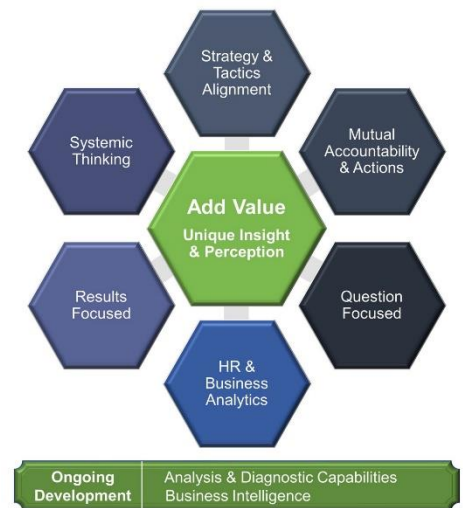 Strategy &
Tactics
Alignment
Systemic
Thinking
Mutual
Accountability
& Actions
Add Value
Unique Insight
& Perception
Results
Focused
Question
Focused
HR &
Business
Analytics
Ongoing
Development
Analysis & Diagnostic Capabilities
Business Intelligence